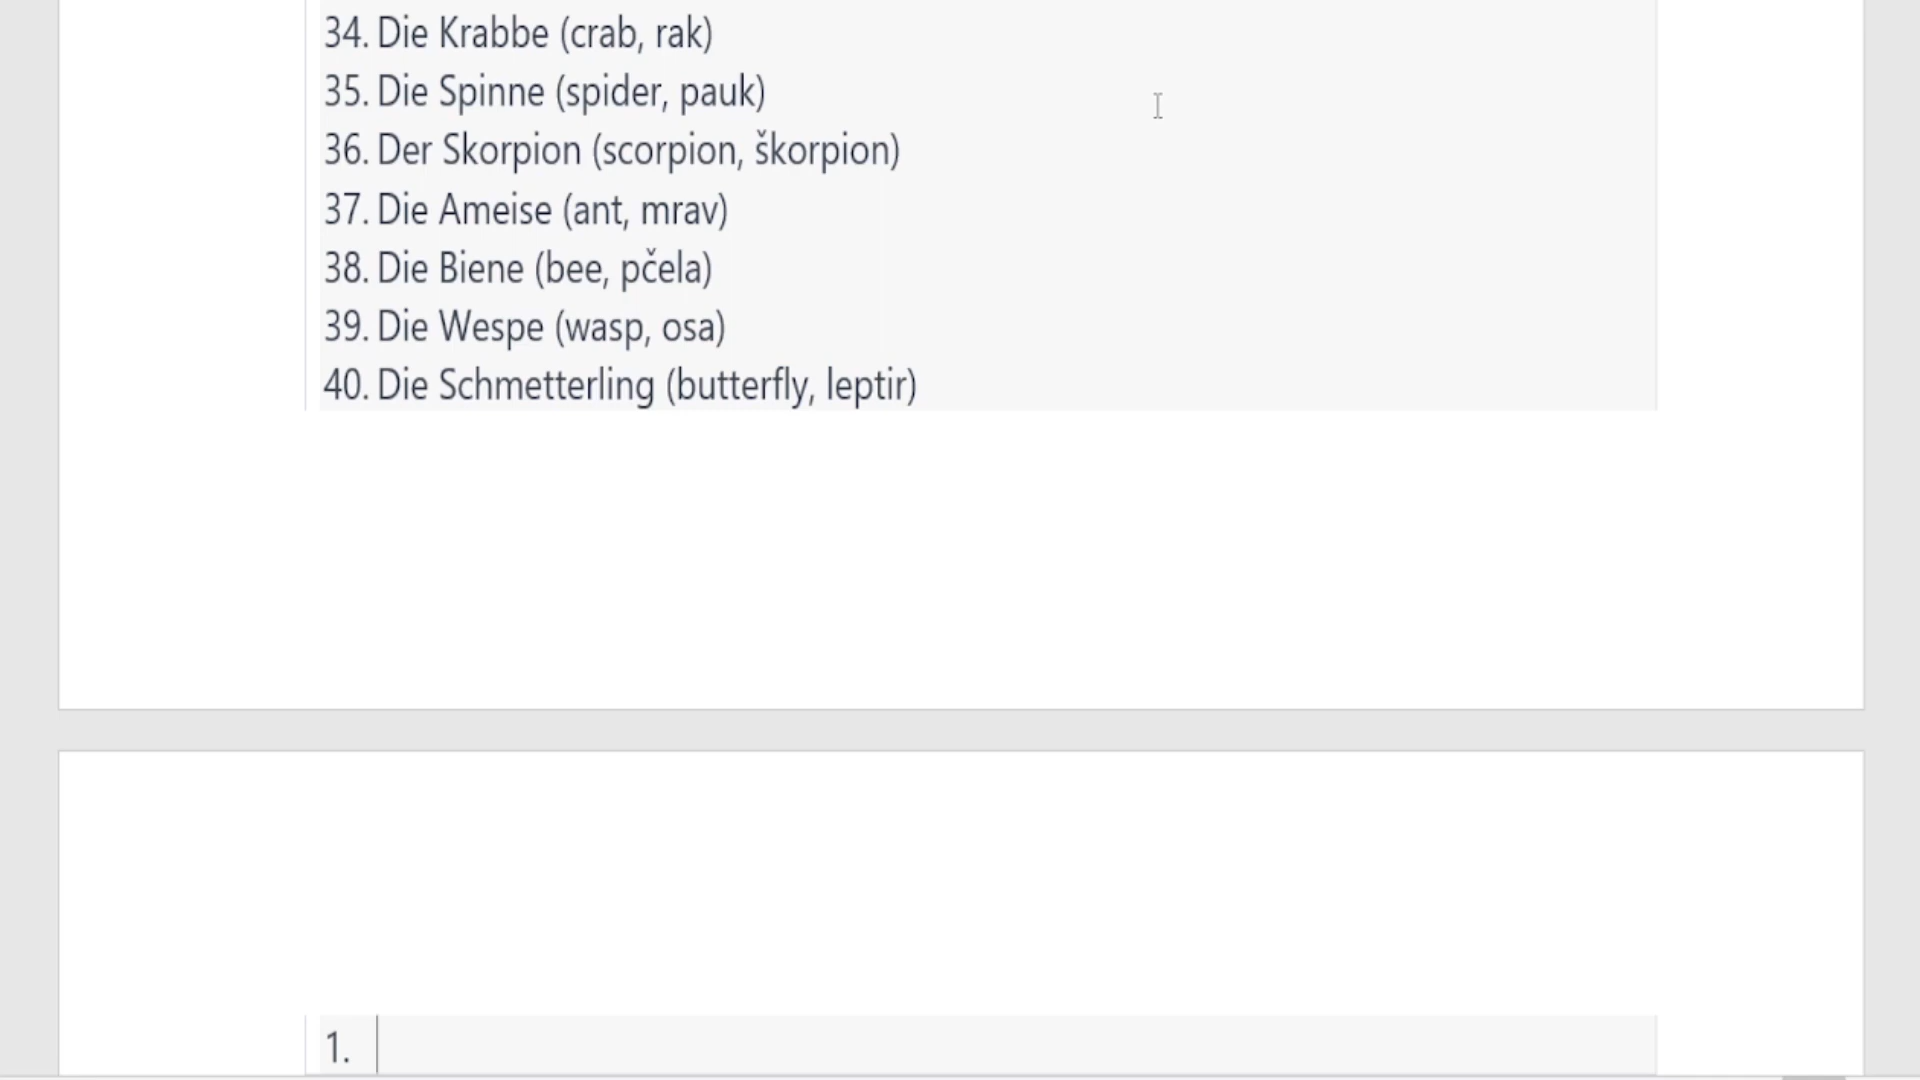 34. Die Krabbe (crab, rak)
35. Die Spinne (spider, pauk)
36. Der Skorpion (scorpion, škorpion)
37. Die Ameise (ant, mrav)
38. Die Biene (bee, pčela)
39. Die Wespe (wasp, osa)
40. Die Schmetterling (butterfly, leptir)
1.